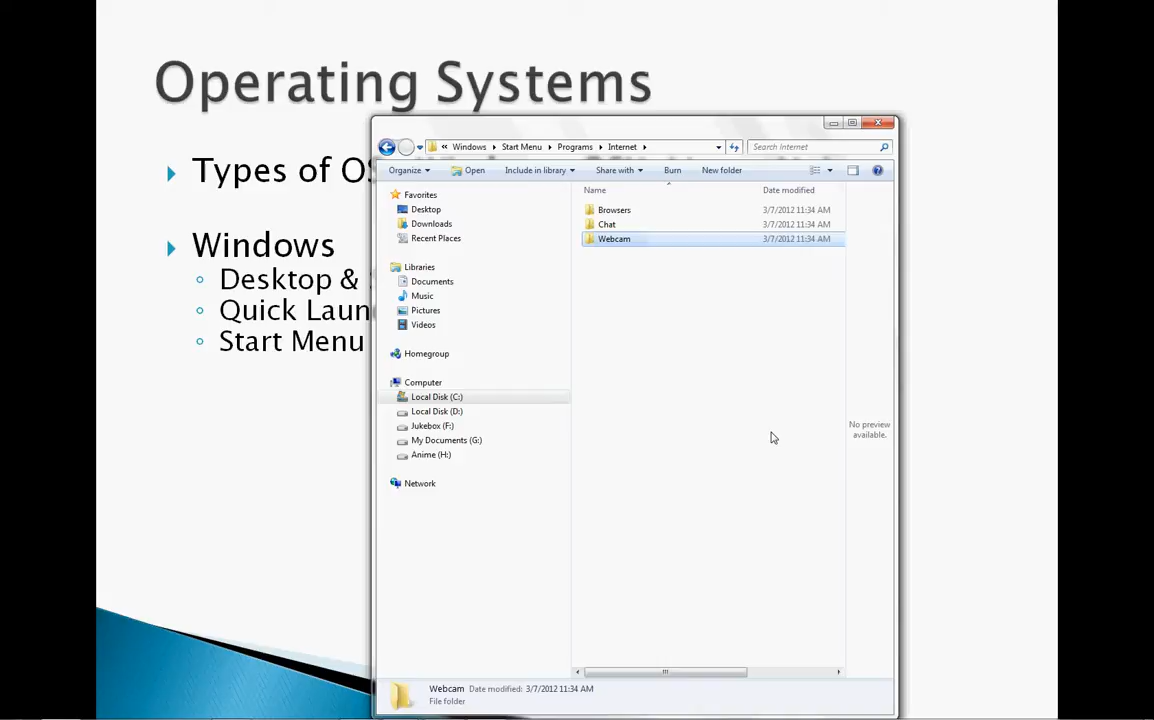 Operating Systems
Types of OS
Windows
Desktop &
Quick Laun
Start Menu
« Windows Start Menu Programs Internet
Search Internet
Organize Open Include in library Share with Burn New folder
Favorites
Desktop
Downloads
Recent Places
Libraries
Documents
Music
Pictures
Videos
Homegroup
Computer
Local Disk (C:)
Local Disk (D:)
Jukebox (F:)
My Documents (G:)
Anime (H:)
Network
Name Date modified
Browsers 3/7/2012 11:34 AM
Chat 3/7/2012 11:34 AM
Webcam 3/7/2012 11:34 AM
No preview
available.
Webcam Date modified: 3/7/2012 11:34 AM
File folder